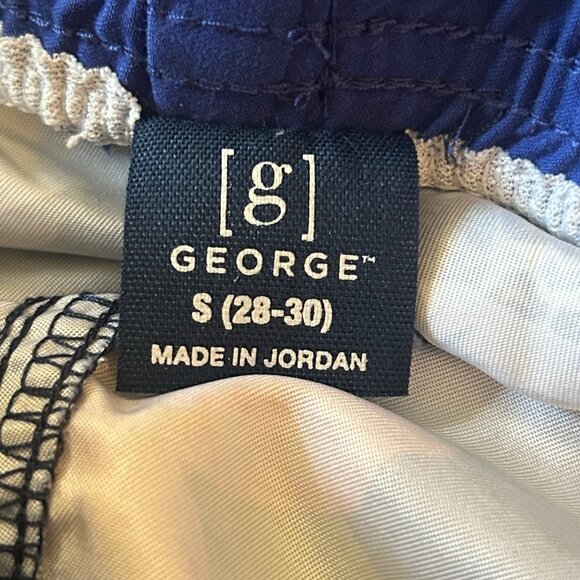 [g]
GEORGE™
S (28-30)
MADE IN JORDAN